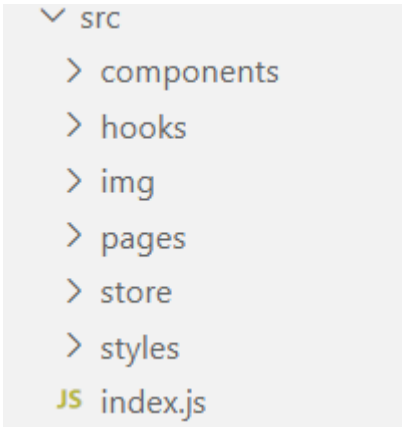 src
components
hooks
img
pages
store
styles
JS index.js